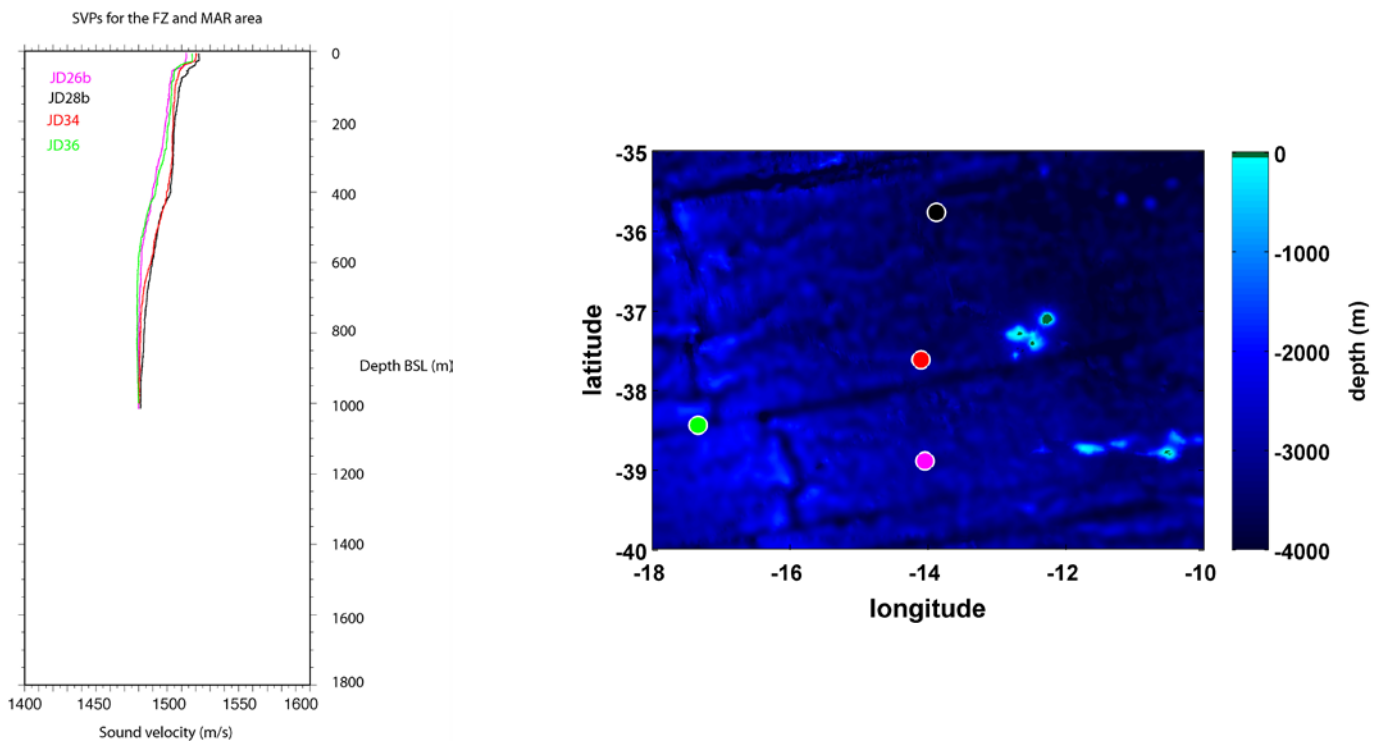 SVPs for the FZ and MAR area
0
JD26b
JD28b
JD34
JD36
200
400
600
800
Depth BSL (m)
1000
1200
1400
1600
1800
1400 1450 1500 1550 1600
Sound velocity (m/s)
-35
-36
-37
-38
-39
-40
latitude
-18 -16 -14 -12 -10
longitude
0
-1000
-2000
-3000
-4000
depth (m)